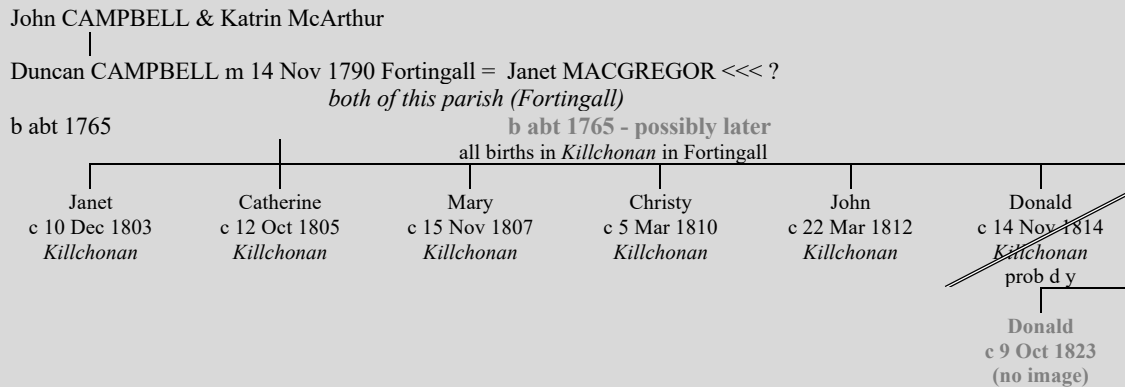 John CAMPBELL & Katrin McArthur
Duncan CAMPBELL m 14 Nov 1790 Fortingall = Janet MACGREGOR <<< ?
both of this parish (Fortingall)
b abt 1765 b abt 1765 - possibly later
all births in Killchonan in Fortingall
Janet Catherine Mary Christy John Donald
c 10 Dec 1803 c 12 Oct 1805 c 15 Nov 1807 c 5 Mar 1810 c 22 Mar 1812 c 14 Nov 1814
Killchonan Killchonan Killchonan Killchonan Killchonan Killchonan
prob d y
Donald
c 9 Oct 1823
(no image)